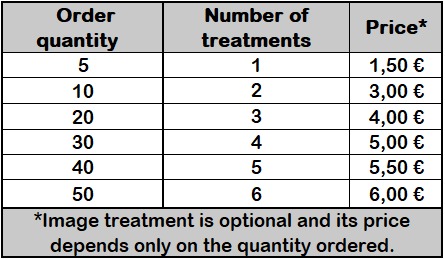 Order quantity Number of treatments Price*
5 1 1,50 €
10 2 3,00 €
20 3 4,00 €
30 4 5,00 €
40 5 5,50 €
50 6 6,00 €
*Image treatment is optional and its price
depends only on the quantity ordered.